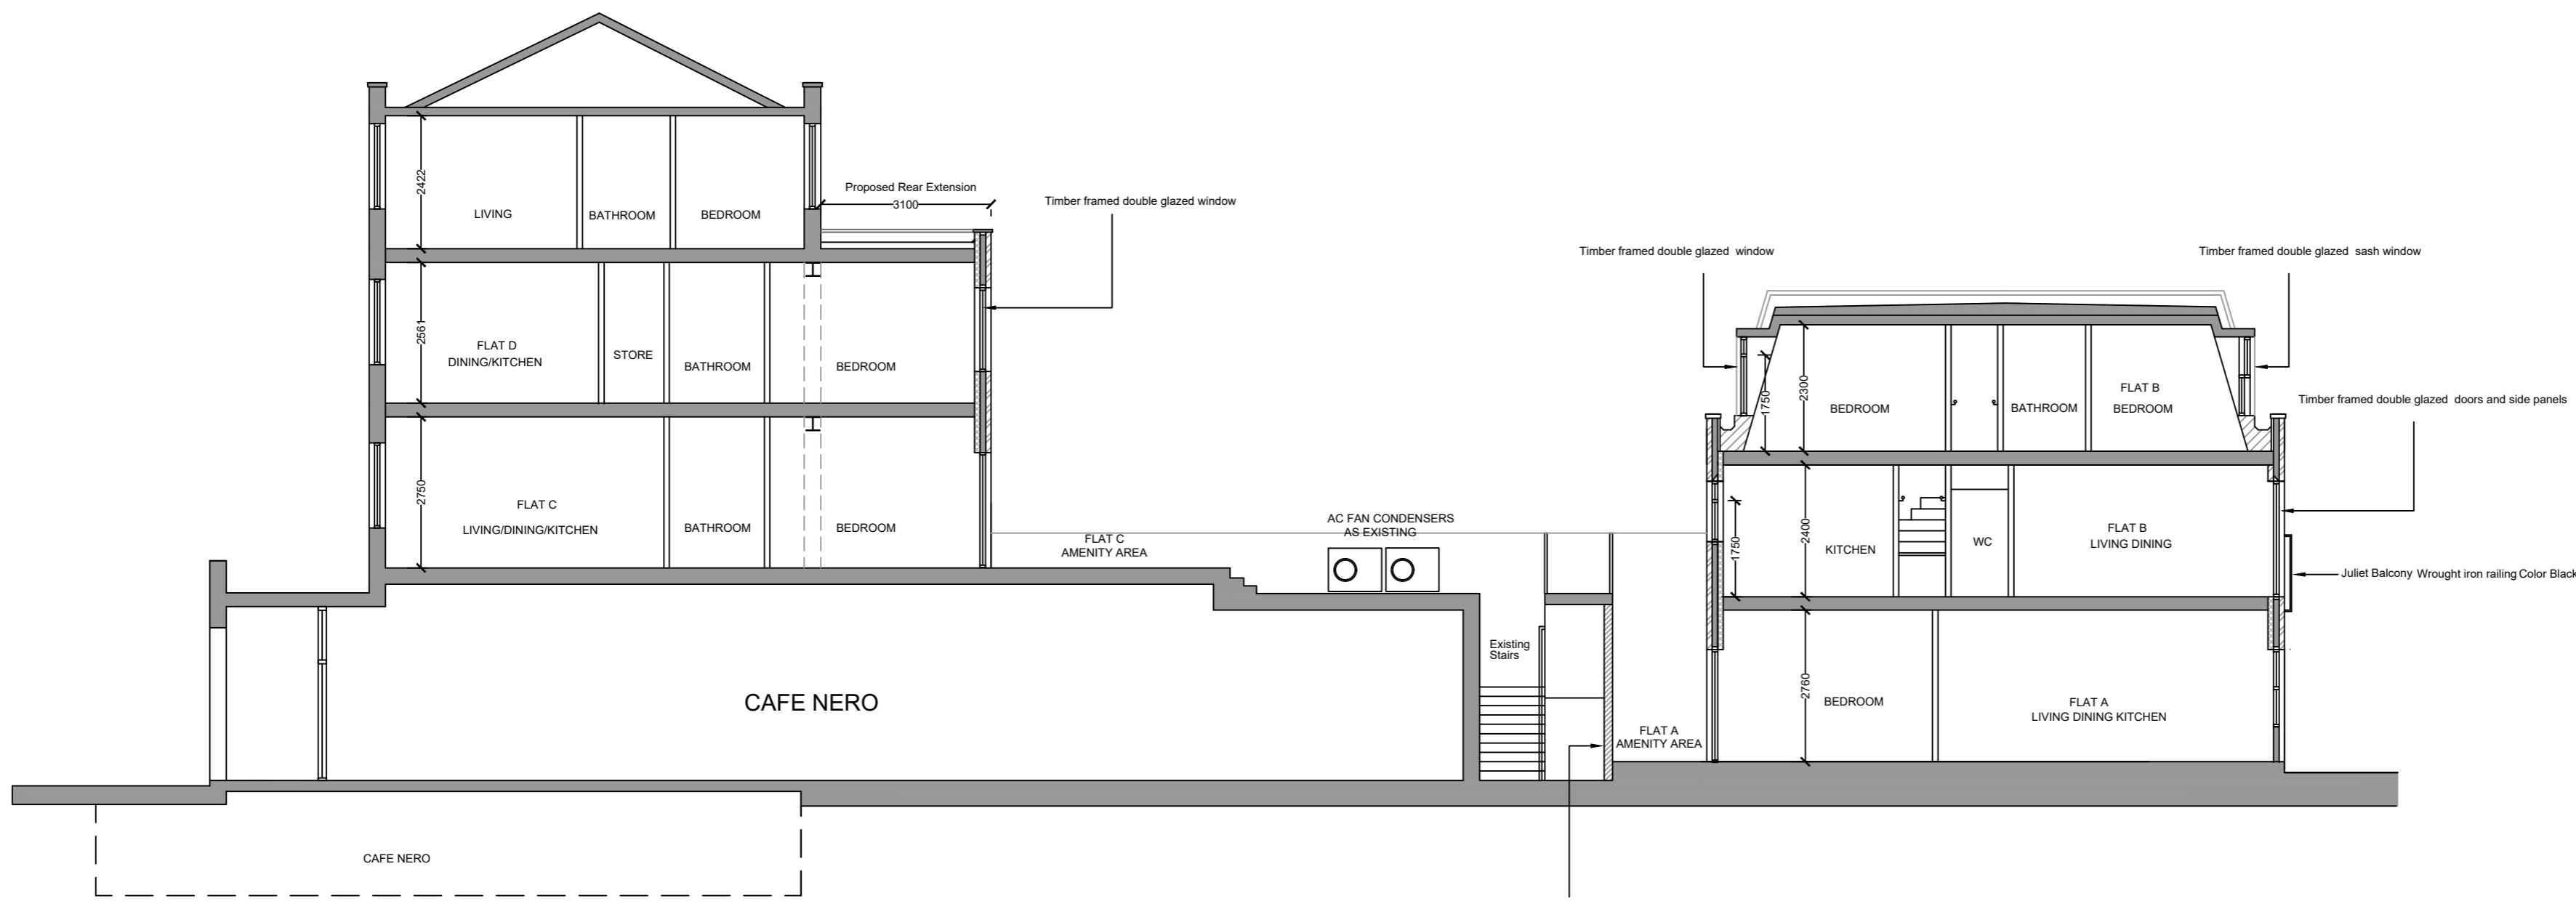 Proposed Rear Extension
3100
Timber framed double glazed window
2422
LIVING
BATHROOM
BEDROOM
2561
FLAT D
DINING/KITCHEN
STORE
BATHROOM
BEDROOM
2750
FLAT C
LIVING/DINING/KITCHEN
BATHROOM
BEDROOM
FLAT C
AMENITY AREA
AC FAN CONDENSERS
AS EXISTING
CAFE NERO
CAFE NERO
Existing
Stairs
FLAT A
AMENITY AREA
Timber framed double glazed window
Timber framed double glazed sash window
1750
2300
BEDROOM
BATHROOM
FLAT B
BEDROOM
Timber framed double glazed doors and side panels
1750
2400
KITCHEN
WC
FLAT B
LIVING DINING
Juliet Balcony Wrought iron railing Color Black
2760
BEDROOM
FLAT A
LIVING DINING KITCHEN